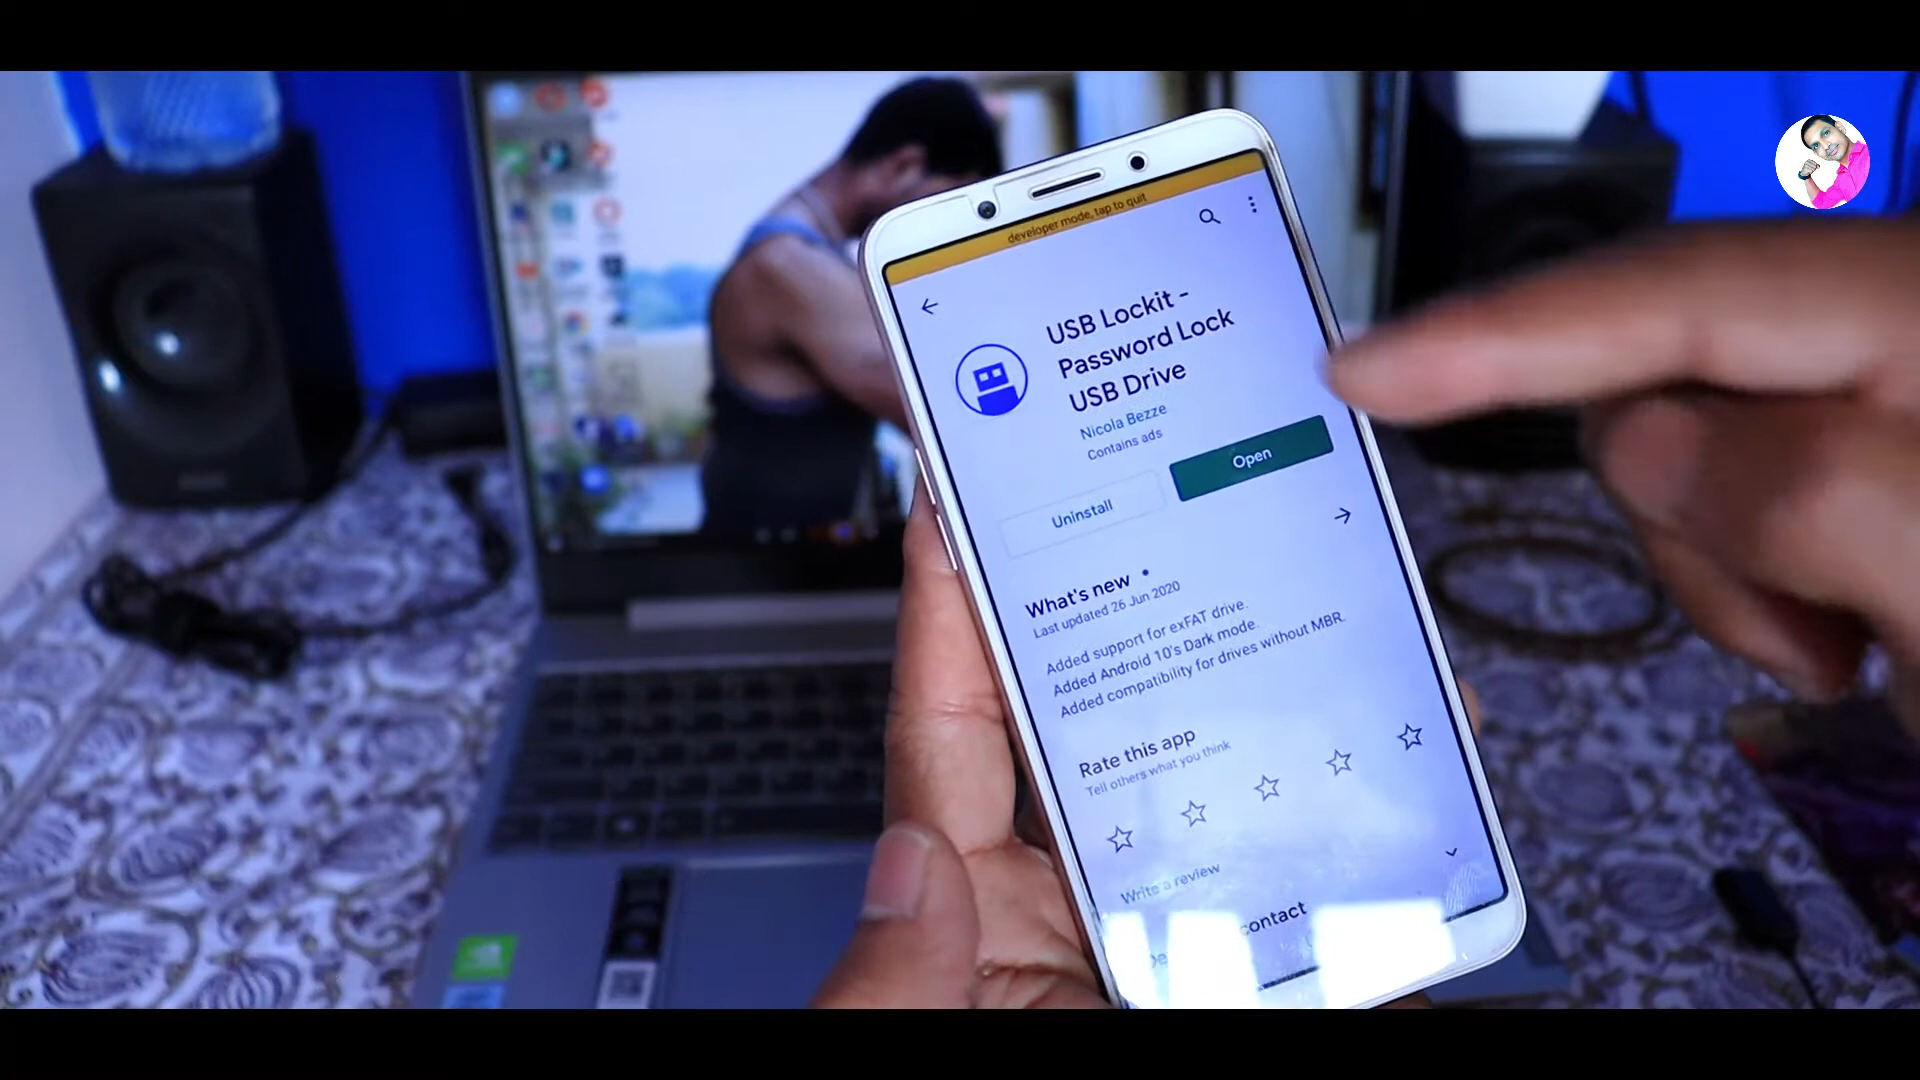 developer mode, tap to quit
USB Lockit -
Password Lock
USB Drive
Nicola Bezze
Contains ads
Uninstall
Open
What's new •
Last updated 26 Jun 2020
Added support for exFAT drive.
Added Android 10's Dark mode.
Added compatibility for drives without MBR.
Rate this app
Tell others what you think
Write a review
contact